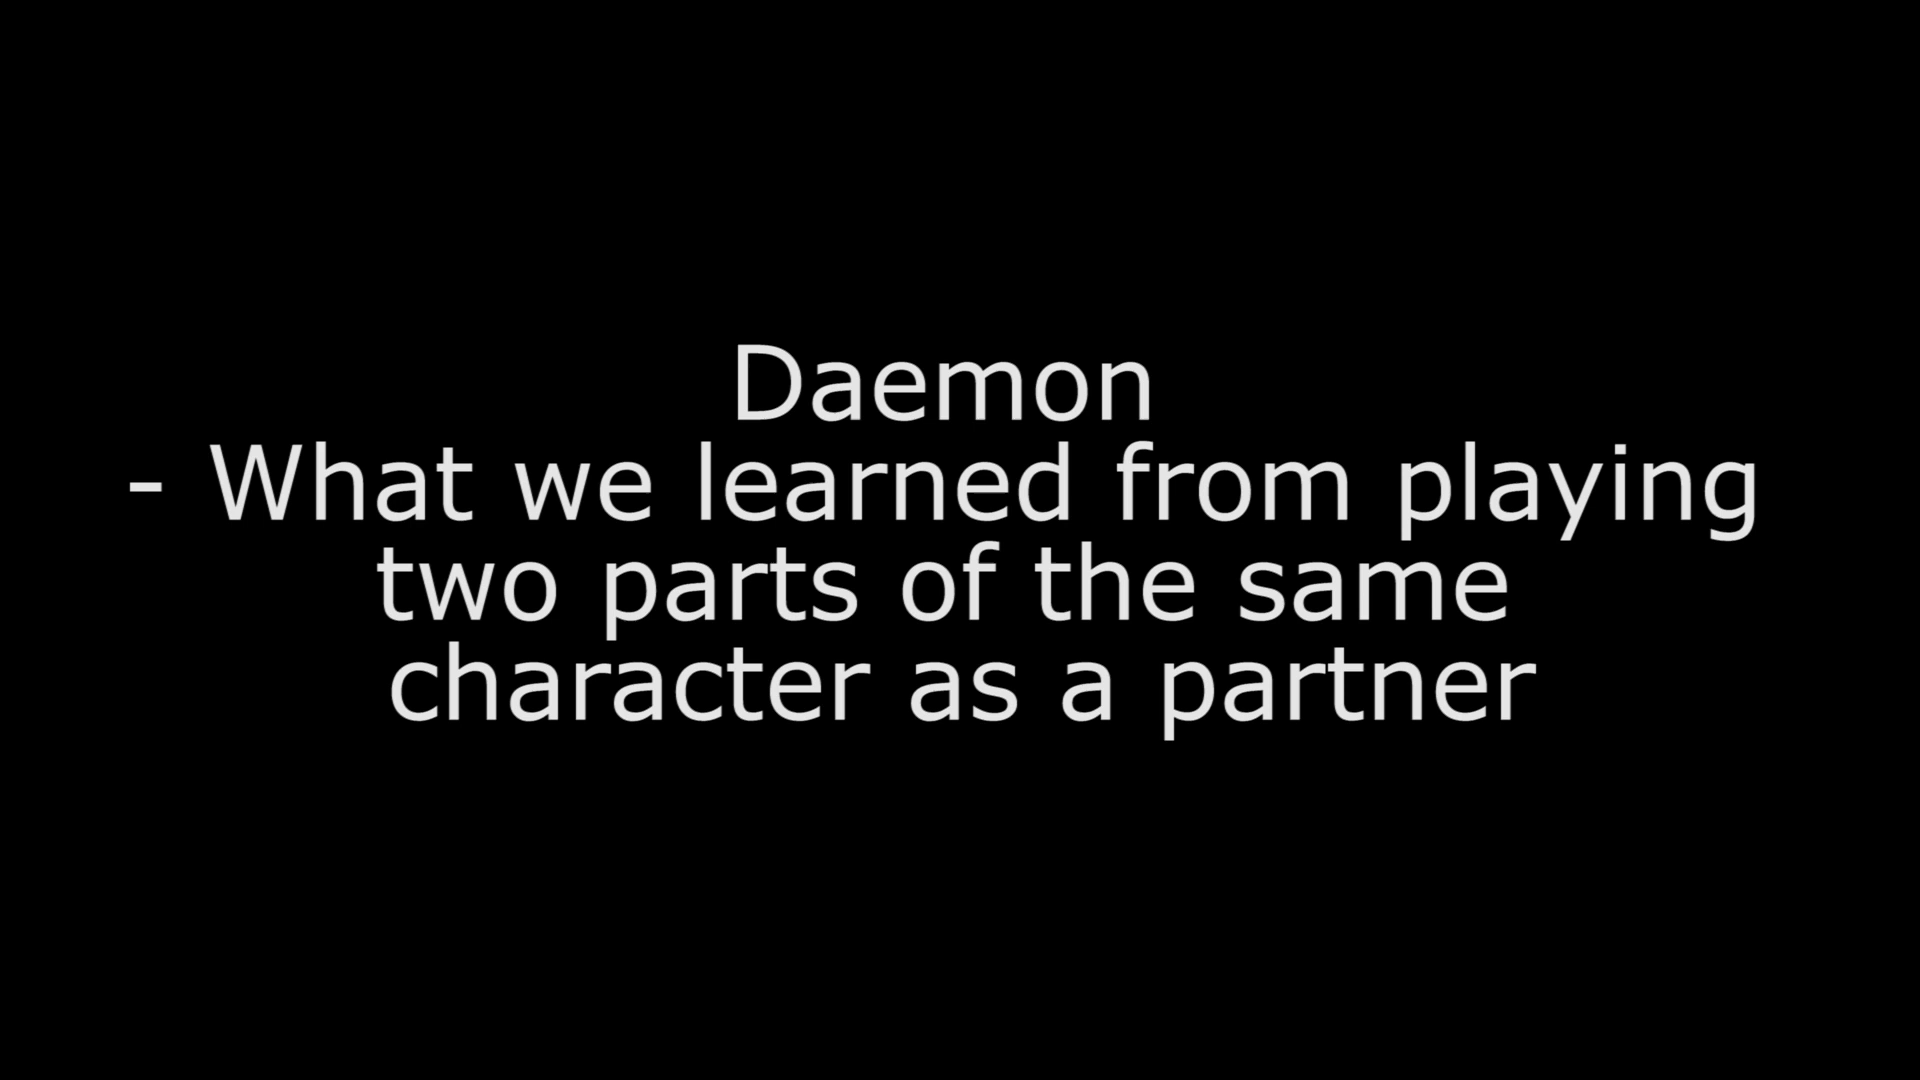 Daemon
- What we learned from playing
two parts of the same
character as a partner